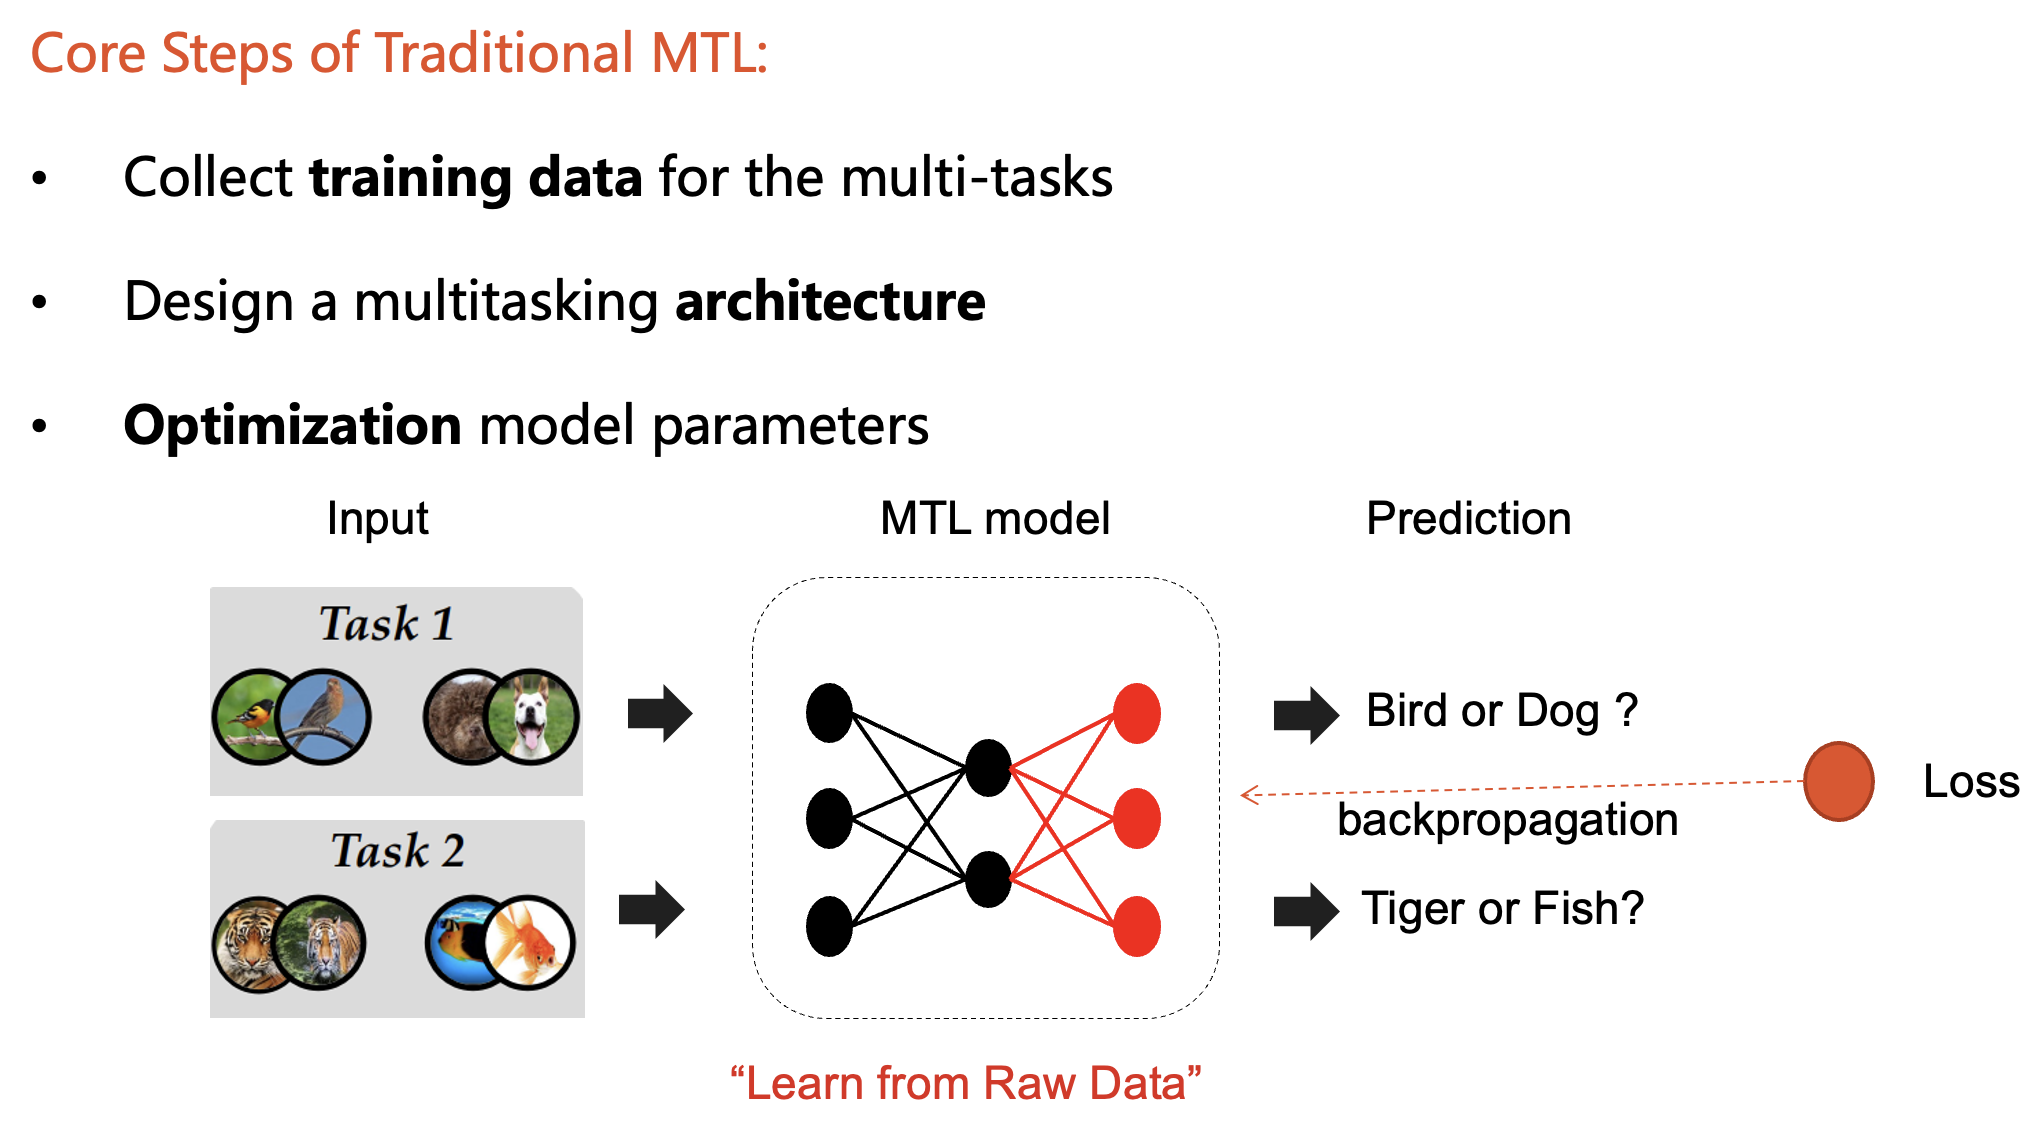 Core Steps of Traditional MTL:
• Collect training data for the multi-tasks
• Design a multitasking architecture
• Optimization model parameters
Input
MTL model
Prediction
Task 1
Bird or Dog ?
Loss
backpropagation
Task 2
Tiger or Fish?
“Learn from Raw Data”